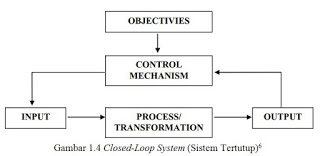 OBJECTIVIES
CONTROL
MECHANISM
INPUT
PROCESS/
TRANSFORMATION
OUTPUT
Gambar 1.4 Closed-Loop System (Sistem Tertutup)6